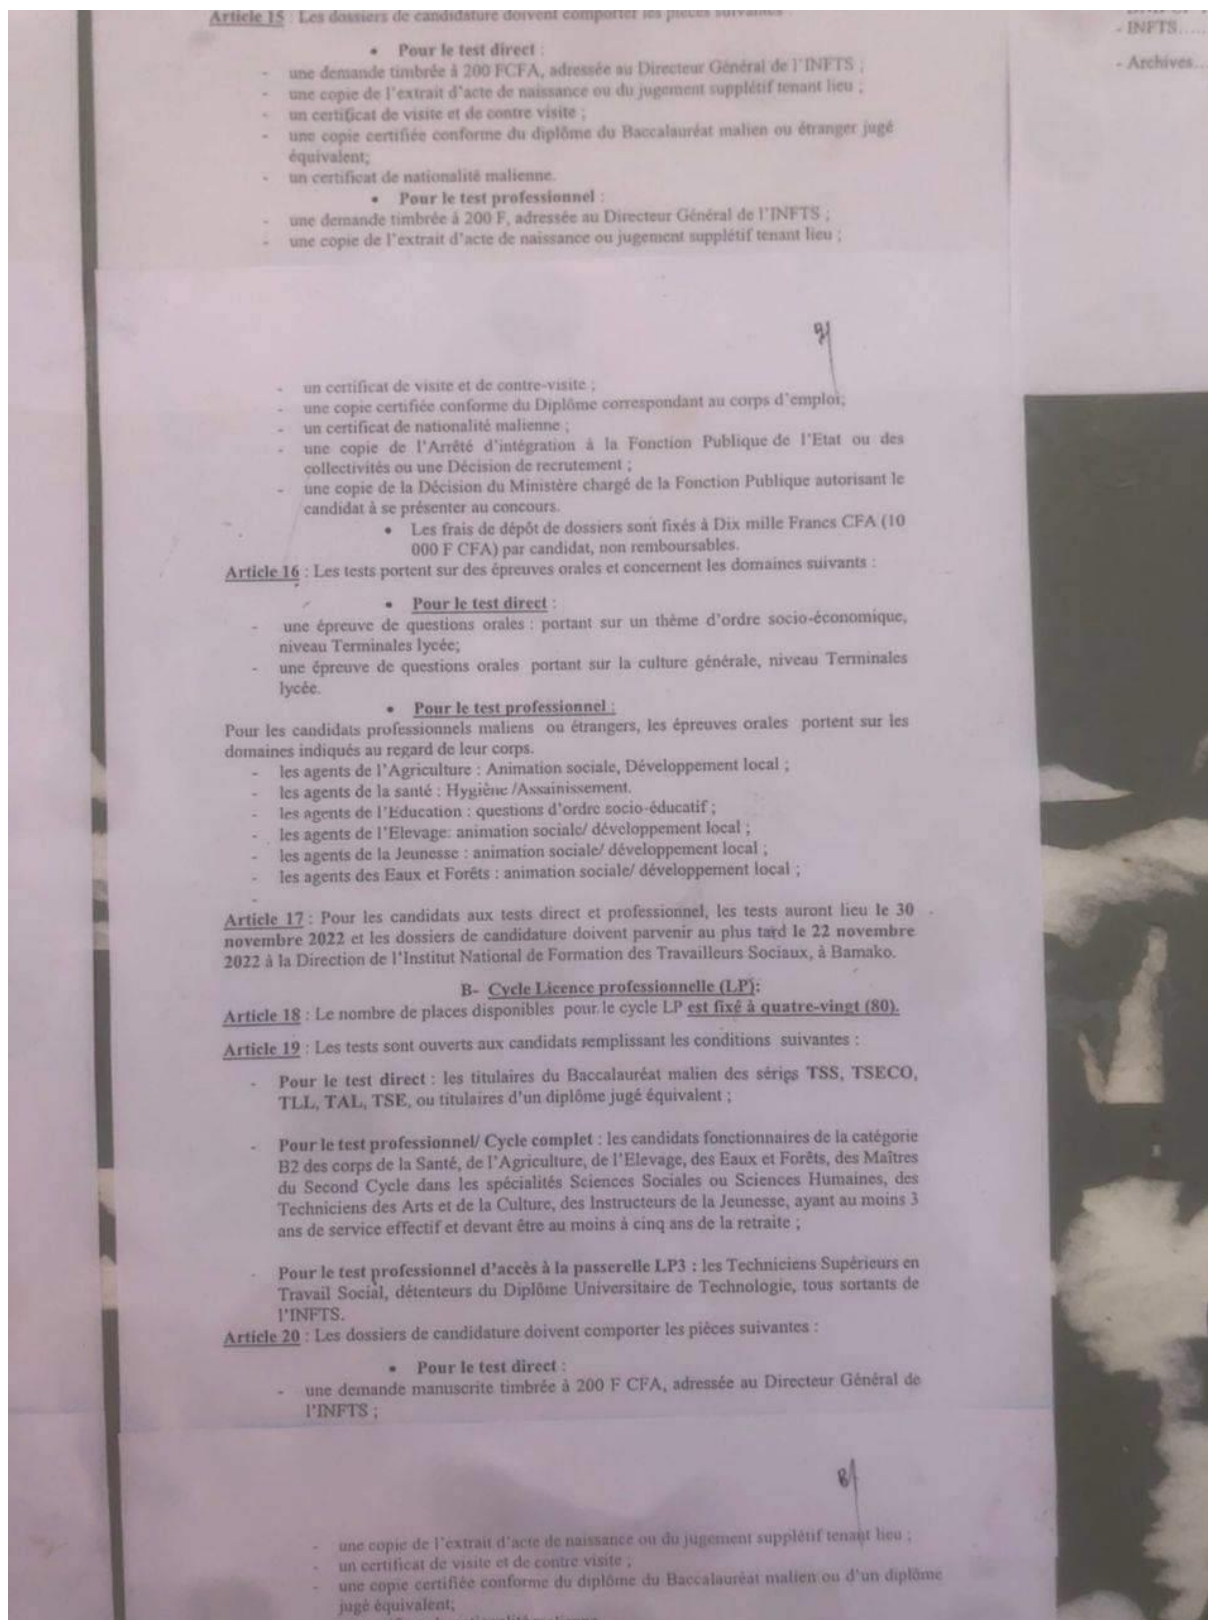 Article 15 : Les dossiers de candidature doivent comporter les pièces suivantes :
- INFTS.....
- Archives...
• Pour le test direct :
- une demande timbrée à 200 FCFA, adressée au Directeur Général de l'INFTS ;
- une copie de l'extrait d'acte de naissance ou du jugement supplétif tenant lieu ;
- un certificat de visite et de contre visite ;
- une copie certifiée conforme du diplôme du Baccalauréat malien ou étranger jugé
équivalent;
- un certificat de nationalité malienne.
• Pour le test professionnel :
- une demande timbrée à 200 F, adressée au Directeur Général de l'INFTS ;
- une copie de l'extrait d'acte de naissance ou jugement supplétif tenant lieu ;
- un certificat de visite et de contre-visite ;
- une copie certifiée conforme du Diplôme correspondant au corps d'emploi;
- un certificat de nationalité malienne ;
- une copie de l'Arrêté d'intégration à la Fonction Publique de l'Etat ou des
collectivités ou une Décision de recrutement ;
- une copie de la Décision du Ministère chargé de la Fonction Publique autorisant le
candidat à se présenter au concours.
• Les frais de dépôt de dossiers sont fixés à Dix mille Francs CFA (10
000 F CFA) par candidat, non remboursables.
Article 16 : Les tests portent sur des épreuves orales et concernent les domaines suivants :
• Pour le test direct :
- une épreuve de questions orales : portant sur un thème d'ordre socio-économique,
niveau Terminales lycée;
- une épreuve de questions orales portant sur la culture générale, niveau Terminales
lycée.
• Pour le test professionnel :
Pour les candidats professionnels maliens ou étrangers, les épreuves orales portent sur les
domaines indiqués au regard de leur corps.
- les agents de l'Agriculture : Animation sociale, Développement local ;
- les agents de la santé : Hygiène /Assainissement.
- les agents de l'Education : questions d'ordre socio-éducatif ;
- les agents de l'Elevage: animation sociale/ développement local ;
- les agents de la Jeunesse : animation sociale/ développement local ;
- les agents des Eaux et Forêts : animation sociale/ développement local ;
-
Article 17 : Pour les candidats aux tests direct et professionnel, les tests auront lieu le 30
novembre 2022 et les dossiers de candidature doivent parvenir au plus tard le 22 novembre
2022 à la Direction de l'Institut National de Formation des Travailleurs Sociaux, à Bamako.
B- Cycle Licence professionnelle (LP):
Article 18 : Le nombre de places disponibles pour le cycle LP est fixé à quatre-vingt (80).
Article 19 : Les tests sont ouverts aux candidats remplissant les conditions suivantes :
- Pour le test direct : les titulaires du Baccalauréat malien des séries TSS, TSECO,
TLL, TAL, TSE, ou titulaires d'un diplôme jugé équivalent ;
- Pour le test professionnel/ Cycle complet : les candidats fonctionnaires de la catégorie
B2 des corps de la Santé, de l'Agriculture, de l'Elevage, des Eaux et Forêts, des Maîtres
du Second Cycle dans les spécialités Sciences Sociales ou Sciences Humaines, des
Techniciens des Arts et de la Culture, des Instructeurs de la Jeunesse, ayant au moins 3
ans de service effectif et devant être au moins à cinq ans de la retraite ;
- Pour le test professionnel d'accès à la passerelle LP3 : les Techniciens Supérieurs en
Travail Social, détenteurs du Diplôme Universitaire de Technologie, tous sortants de
l'INFTS.
Article 20 : Les dossiers de candidature doivent comporter les pièces suivantes :
• Pour le test direct :
- une demande manuscrite timbrée à 200 F CFA, adressée au Directeur Général de
l'INFTS ;
- une copie de l'extrait d'acte de naissance ou du jugement supplétif tenant lieu ;
- un certificat de visite et de contre visite ;
- une copie certifiée conforme du diplôme du Baccalauréat malien ou d'un diplôme
jugé équivalent;